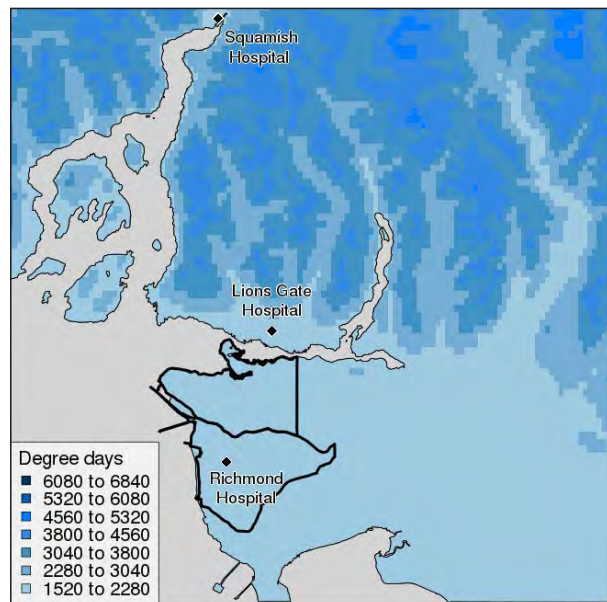 Squamish
Hospital
Lions Gate
Hospital
Richmond
Hospital
Degree days
6080 to 6840
5320 to 6080
4560 to 5320
3800 to 4560
3040 to 3800
2280 to 3040
1520 to 2280